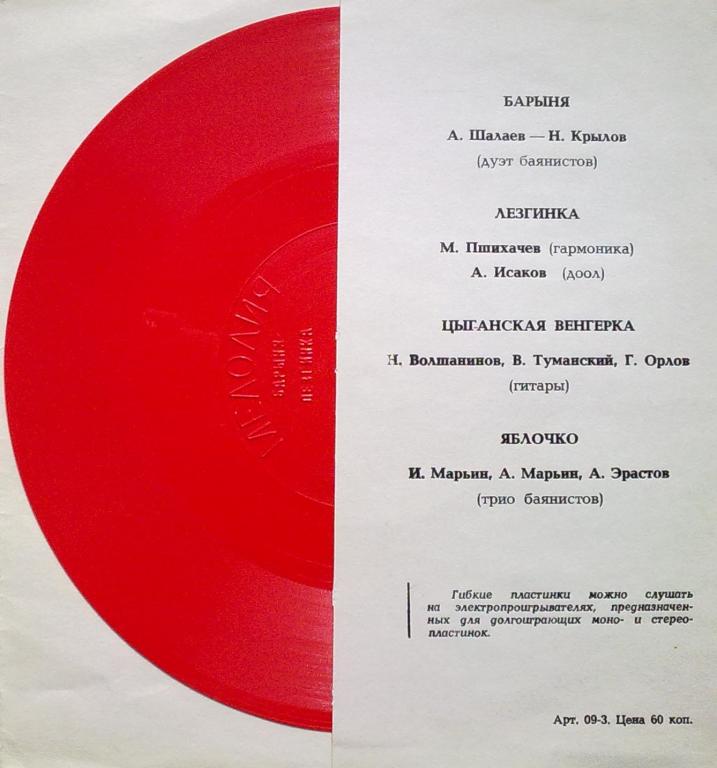 МЕЛОДИЯ
БАРЫНЯ
ЛЕЗГИНКА
БАРЫНЯ
А. Шалаев — Н. Крылов
(дуэт баянистов)
ЛЕЗГИНКА
М. Пшихачев (гармоника)
А. Исаков (доол)
ЦЫГАНСКАЯ ВЕНГЕРКА
Н. Волшанинов, В. Туманский, Г. Орлов
(гитары)
ЯБЛОЧКО
И. Марьин, А. Марьин, А. Эрастов
(трио баянистов)
Гибкие пластинки можно слушать
на электропроигрывателях, предназначен-
ных для долгоиграющих моно- и стерео-
пластинок.
Арт. 09-3. Цена 60 коп.